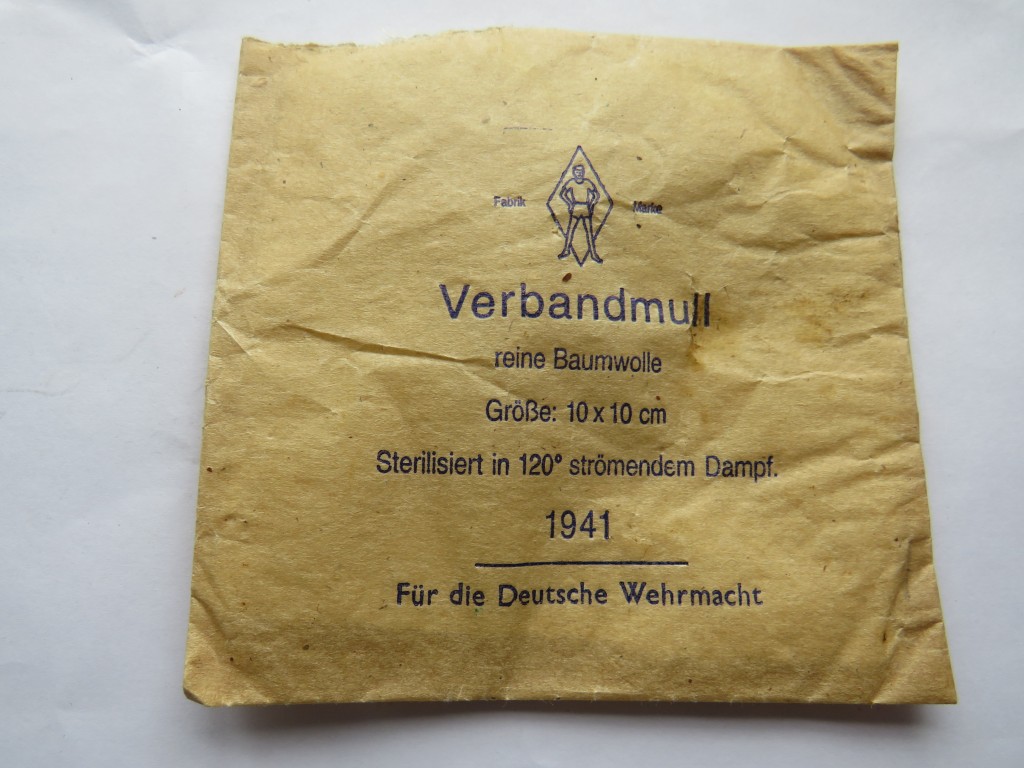 Fabrik Marke
Verbandmull
reine Baumwolle
Größe: 10 x 10 cm
Sterilisiert in 120° strömendem Dampf.
1941
Für die Deutsche Wehrmacht